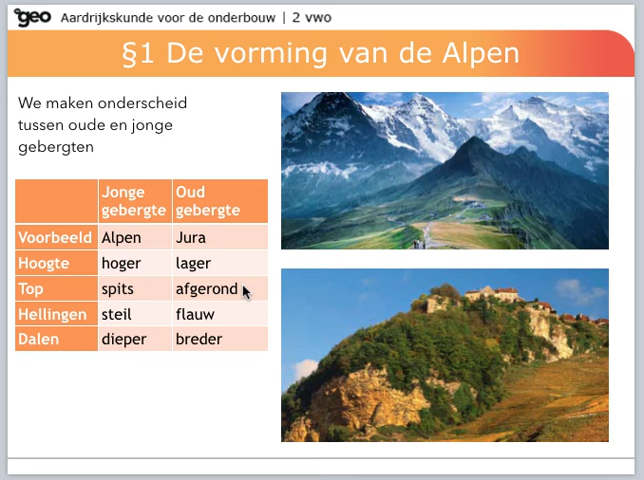 geo Aardrijkskunde voor de onderbouw | 2 vwo
§1 De vorming van de Alpen
We maken onderscheid
tussen oude en jonge
gebergten
Jonge gebergte Oud gebergte
Voorbeeld Alpen Jura
Hoogte hoger lager
Top spits afgerond
Hellingen steil flauw
Dalen dieper breder